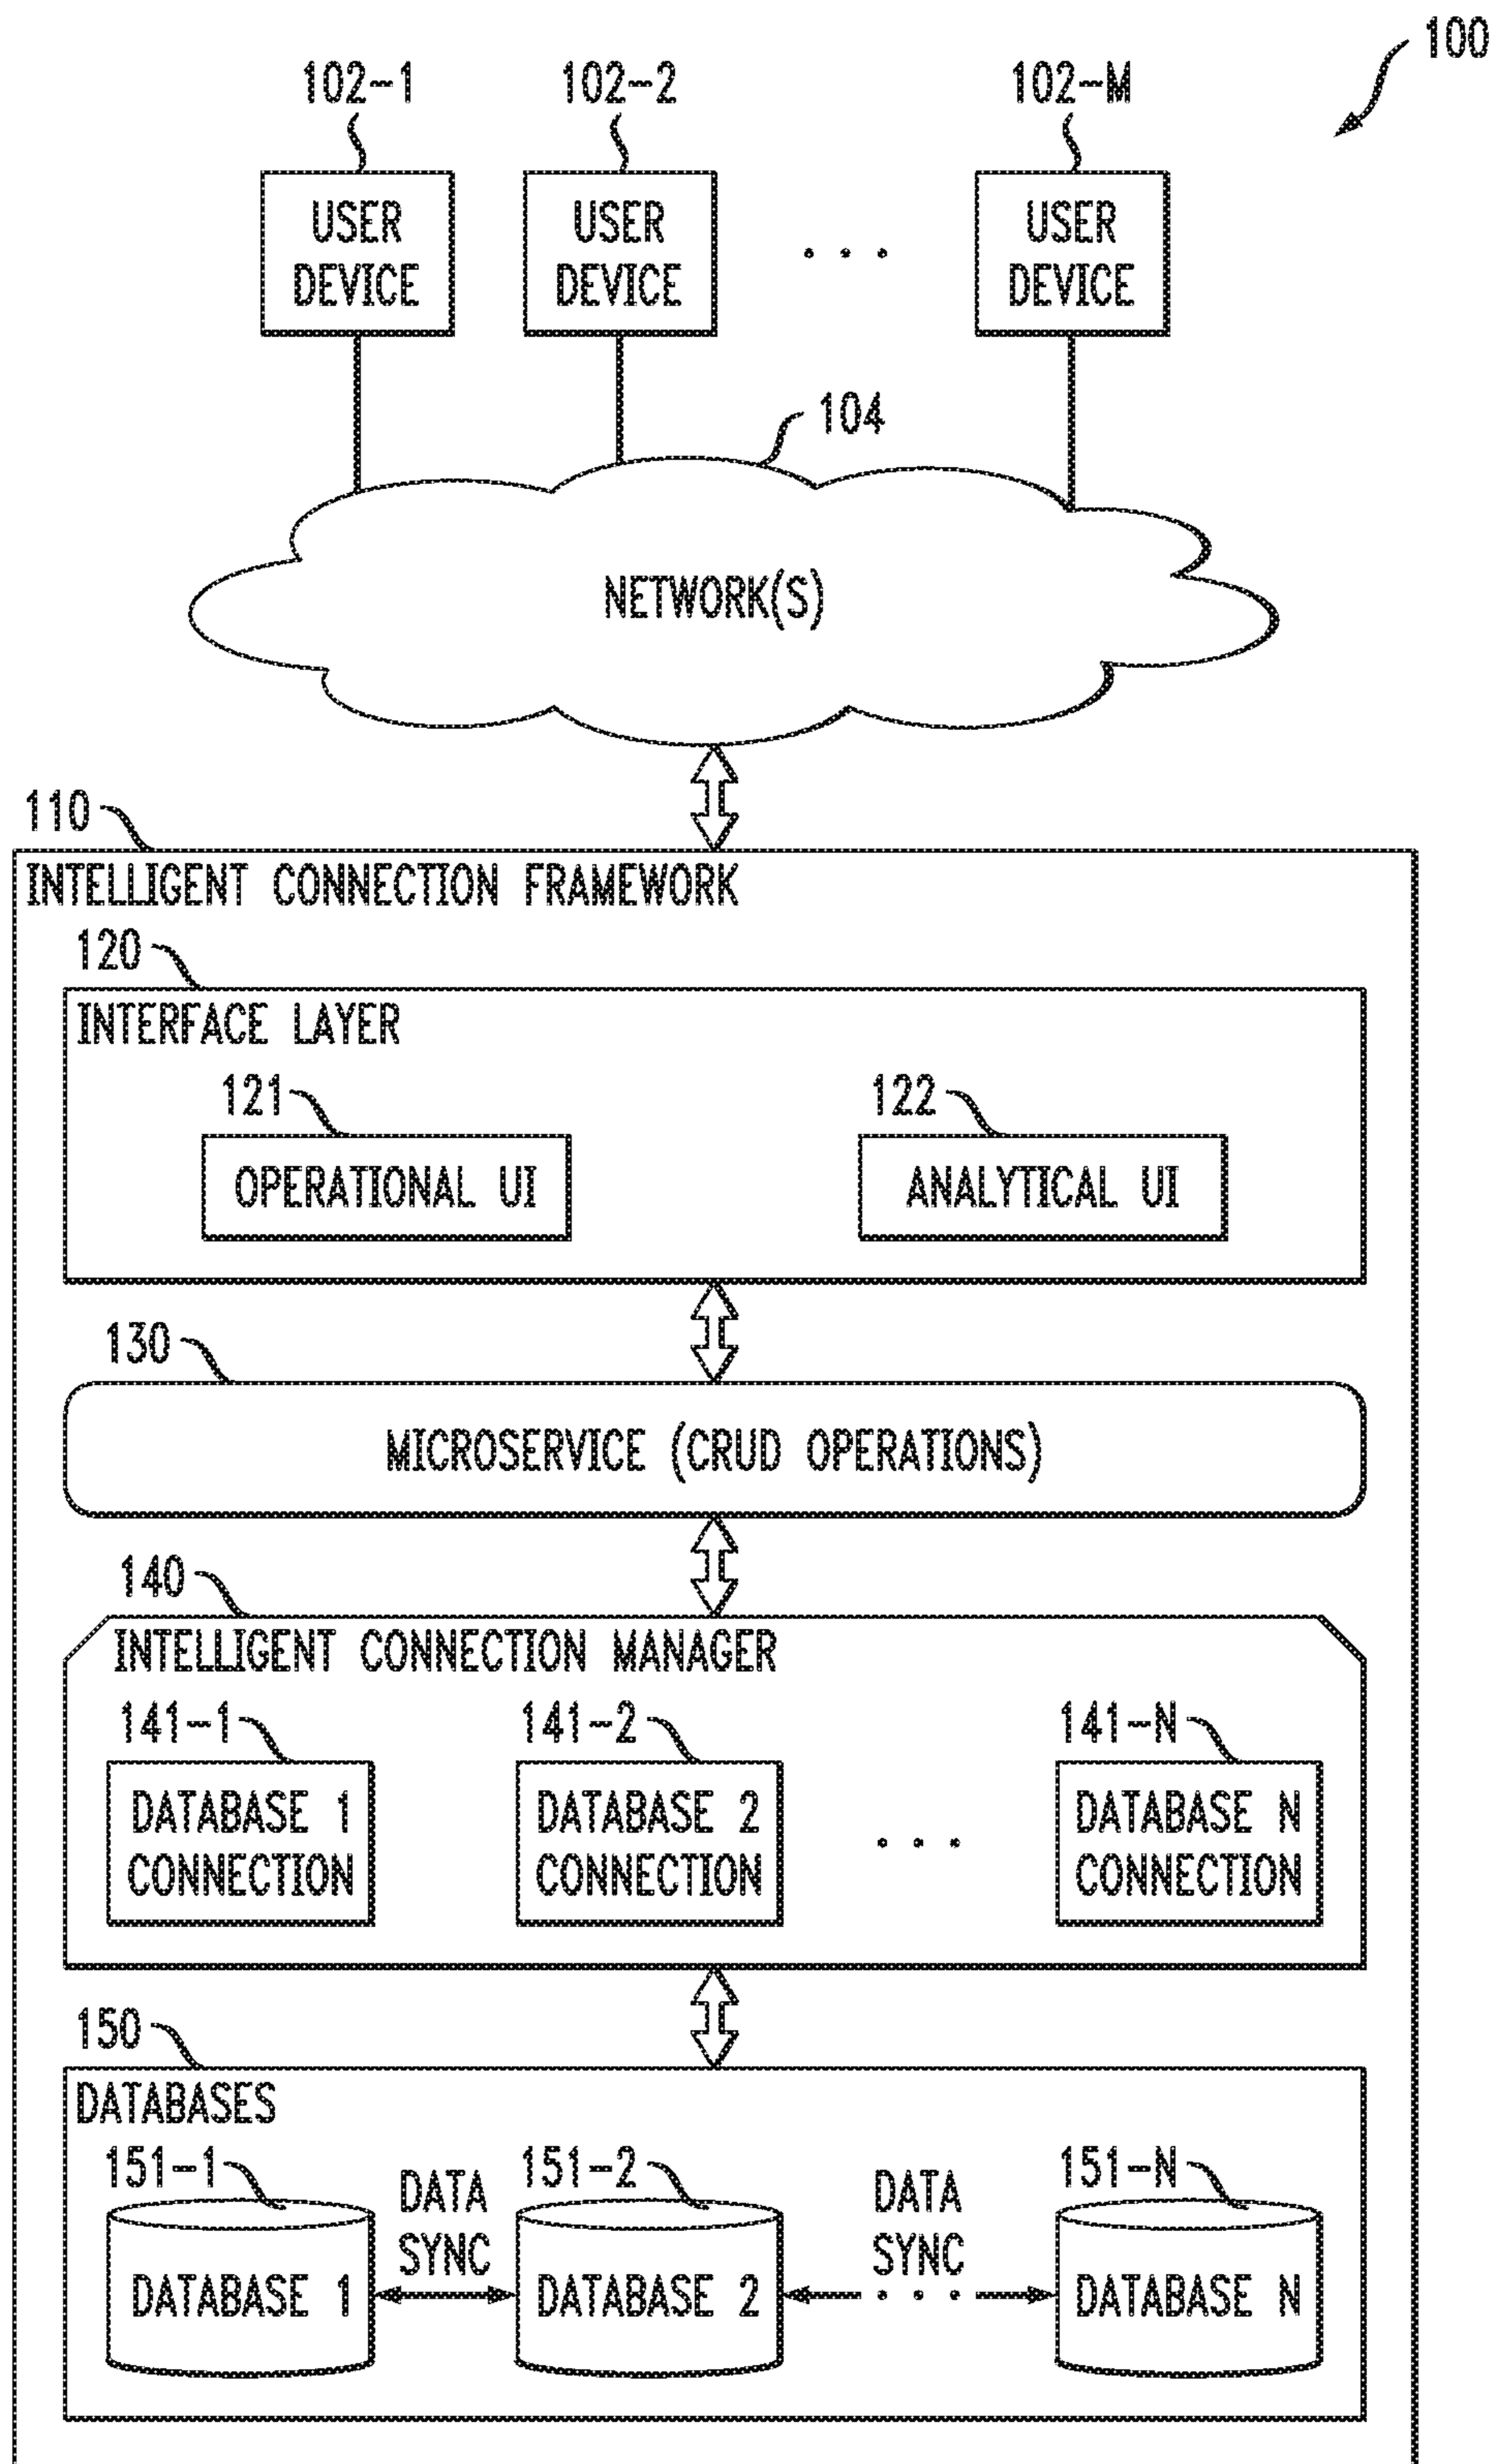 100
102-1 102-2 102-M
USER DEVICE
USER DEVICE
. . .
USER DEVICE
104
NETWORK(S)
110
INTELLIGENT CONNECTION FRAMEWORK
120
INTERFACE LAYER
121
OPERATIONAL UI
122
ANALYTICAL UI
130
MICROSERVICE (CRUD OPERATIONS)
140
INTELLIGENT CONNECTION MANAGER
141-1
DATABASE 1
CONNECTION
141-2
DATABASE 2
CONNECTION
. . .
141-N
DATABASE N
CONNECTION
150
DATABASES
151-1
DATABASE 1
DATA
SYNC
151-2
DATABASE 2
DATA
SYNC
. . .
151-N
DATABASE N